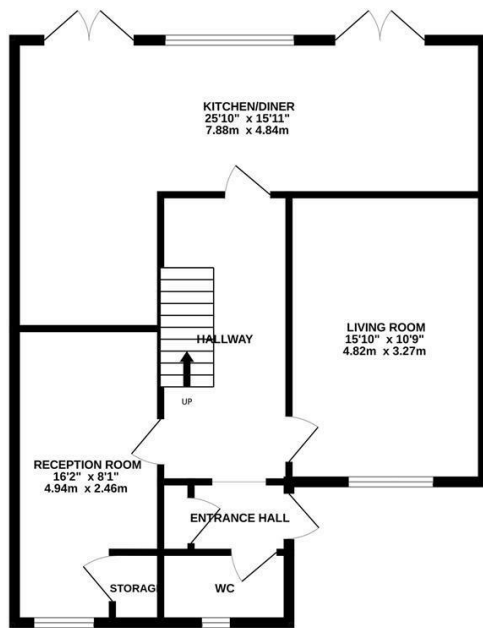 KITCHEN/DINER
25'10" x 15'11"
7.88m x 4.84m
HALLWAY
LIVING ROOM
15'10" x 10'9"
4.82m x 3.27m
UP
RECEPTION ROOM
16'2" x 8'1"
4.94m x 2.46m
ENTRANCE HALL
STORAGE
WC